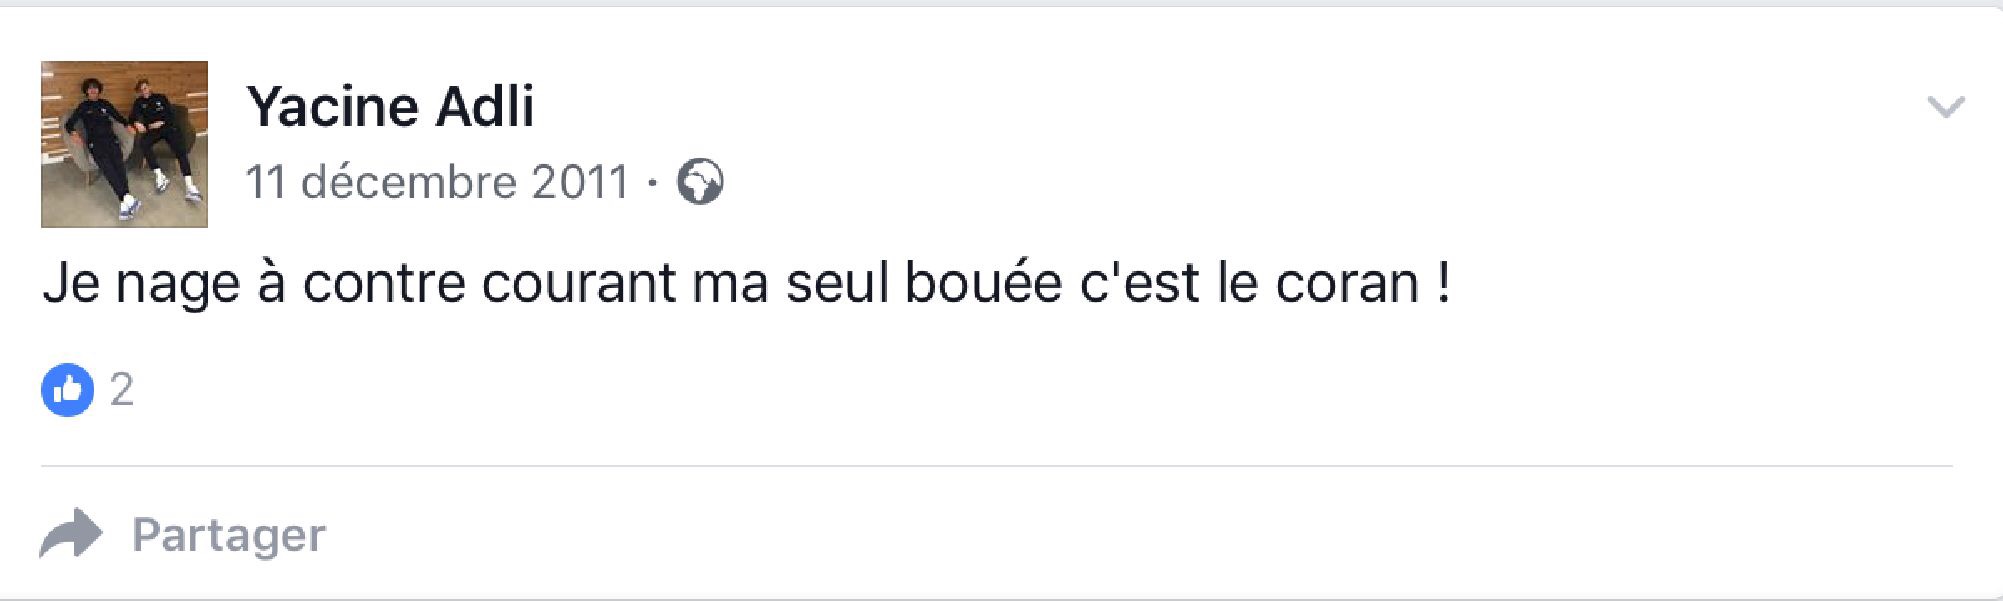 Yacine Adli
11 décembre 2011 ·
Je nage à contre courant ma seul bouée c'est le coran !
2
Partager